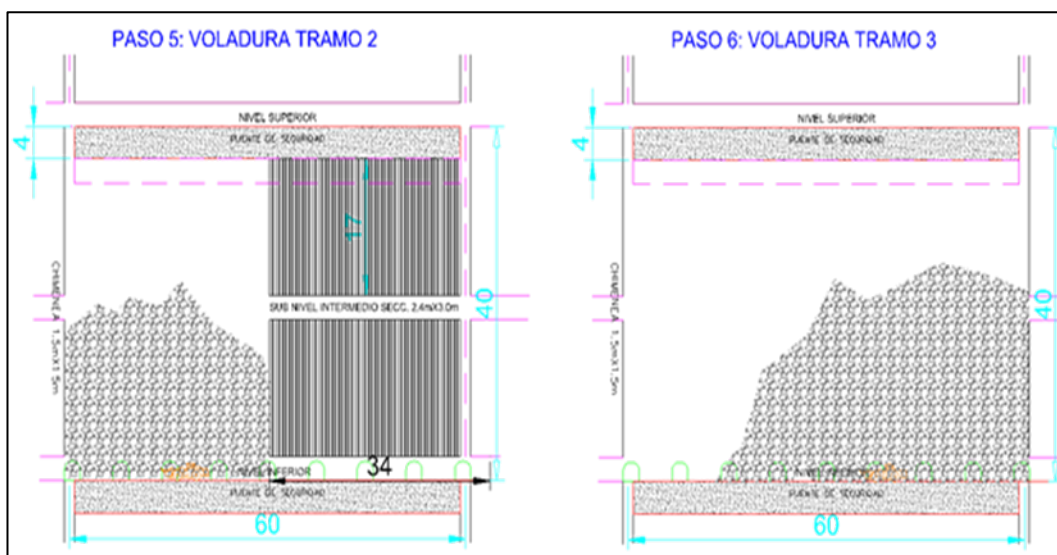 PASO 5: VOLADURA TRAMO 2
NIVEL SUPERIOR
PUENTE DE SEGURIDAD
4
17
40
SUB NIVEL INTERMEDIO SECC. 2.4mX3.0m
CHIMENEA 1.5mX1.5m
NIVEL INFERIOR
34
PUENTE DE SEGURIDAD
60
PASO 6: VOLADURA TRAMO 3
NIVEL SUPERIOR
PUENTE DE SEGURIDAD
4
40
CHIMENEA 1.5mX1.5m
NIVEL INFERIOR
PUENTE DE SEGURIDAD
60